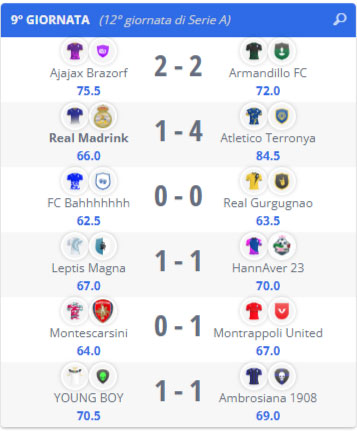 9º GIORNATA (12º giornata di Serie A)
Ajajax Brazorf 2 - 2 Armandillo FC
75.5 72.0
Real Madrink 1 - 4 Atletico Terronya
66.0 84.5
FC Bahhhhhhh 0 - 0 Real Gurgugnao
62.5 63.5
Leptis Magna 1 - 1 HannAver 23
67.0 70.0
Montescarsini 0 - 1 Montrappoli United
64.0 67.0
YOUNG BOY 1 - 1 Ambrosiana 1908
70.5 69.0